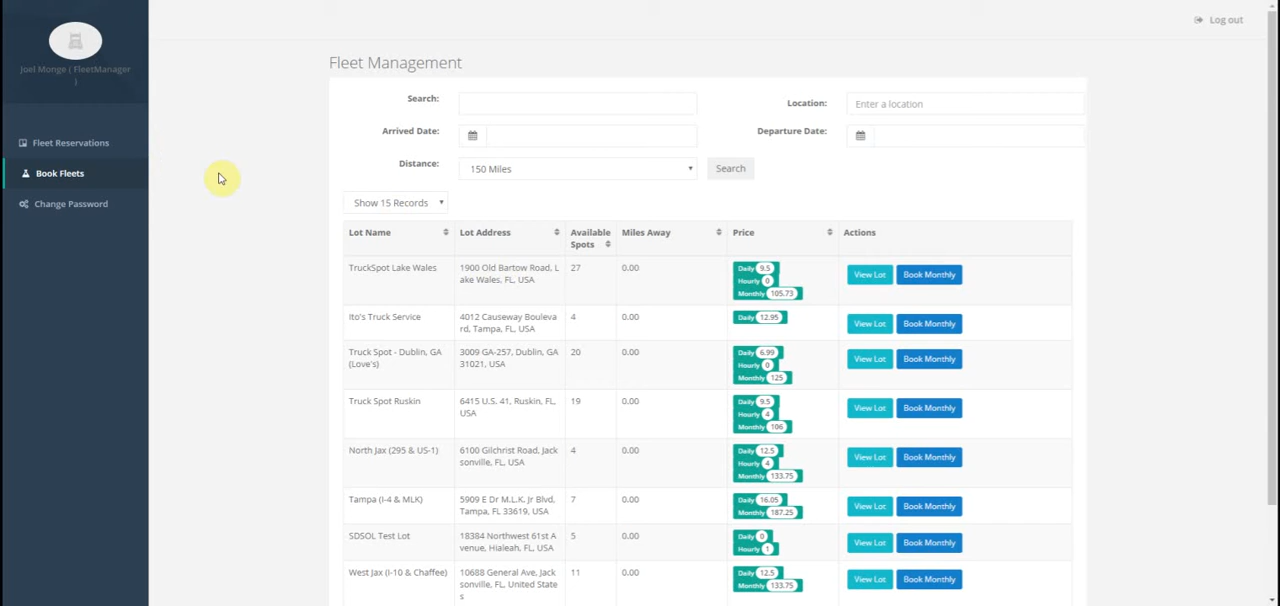 Log out
Joel Monge ( FleetManager
)
Fleet Reservations
Book Fleets
Change Password
Fleet Management
Search:
Location: Enter a location
Arrived Date:
Departure Date:
Distance: 150 Miles Search
Show 15 Records
Lot Name Lot Address Available Spots Miles Away Price Actions
TruckSpot Lake Wales 1900 Old Bartow Road, L 27 0.00 Daily 9.5 View Lot Book Monthly
ake Wales, FL, USA Hourly 0
Monthly 105.73
Ito's Truck Service 4012 Causeway Bouleva 4 0.00 Daily 12.95 View Lot Book Monthly
rd, Tampa, FL, USA
Truck Spot - Dublin, GA 3009 GA-257, Dublin, GA 20 0.00 Daily 6.99 View Lot Book Monthly
(Love's) 31021, USA Hourly 0
Monthly 125
Truck Spot Ruskin 6415 U.S. 41, Ruskin, FL, 19 0.00 Daily 9.5 View Lot Book Monthly
USA Hourly 4
Monthly 106
North Jax (295 & US-1) 6100 Gilchrist Road, Jack 4 0.00 Daily 12.5 View Lot Book Monthly
sonville, FL, USA Hourly 4
Monthly 133.75
Tampa (I-4 & MLK) 5909 E Dr M.L.K. Jr Blvd, 7 0.00 Daily 16.05 View Lot Book Monthly
Tampa, FL 33619, USA Monthly 187.25
SDSOL Test Lot 18384 Northwest 61st A 5 0.00 Daily 0 View Lot Book Monthly
venue, Hialeah, FL, USA Hourly 1
West Jax (I-10 & Chaffee) 10688 General Ave, Jack 11 0.00 Daily 12.5 View Lot Book Monthly
sonville, FL, United State Monthly 133.75
s